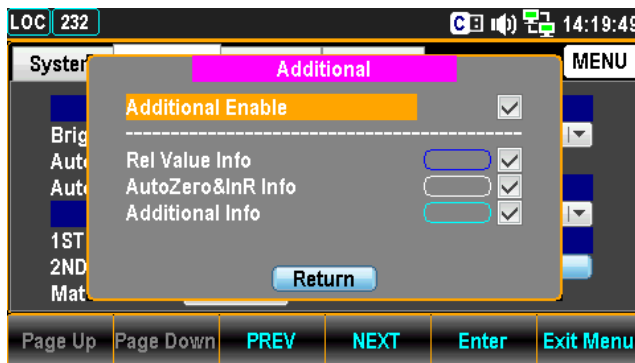 LOC 232 C 14:19:49
System MENU
Additional
Additional Enable
Brig
Auto
Rel Value Info
Auto
AutoZero&InR Info
Additional Info
1ST
2ND
Return
Mat
Page Up Page Down PREV NEXT Enter Exit Menu